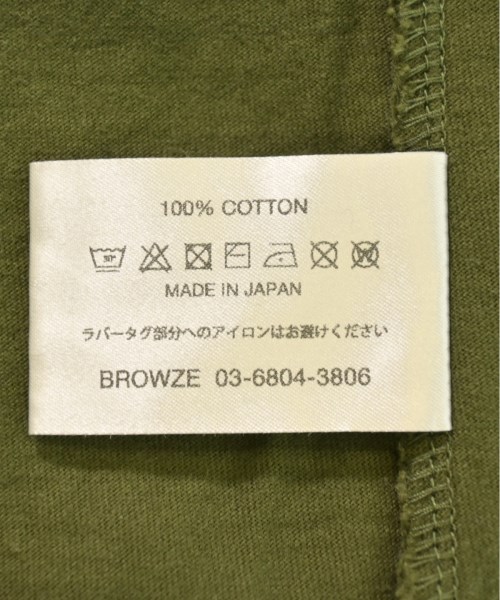 100% COTTON
MADE IN JAPAN
ラバータグ部分へのアイロンはお避けください
BROWZE 03-6804-3806